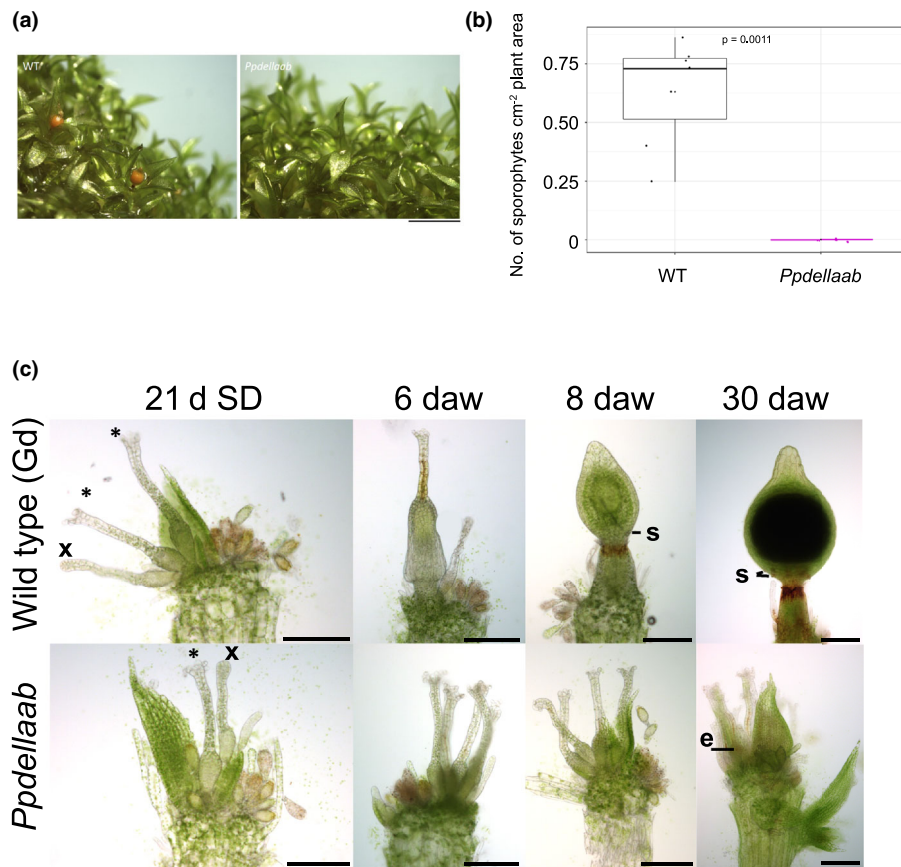 (a)
WT
Ppdellaab
(b)
No. of sporophytes cm⁻² plant area
p = 0.0011
0.75
0.50
0.25
0
WT
Ppdellaab
(c)
21 d SD
6 daw
8 daw
30 daw
Wild type (Gd)
*
*
x
s
s
Ppdellaab
*
x
e